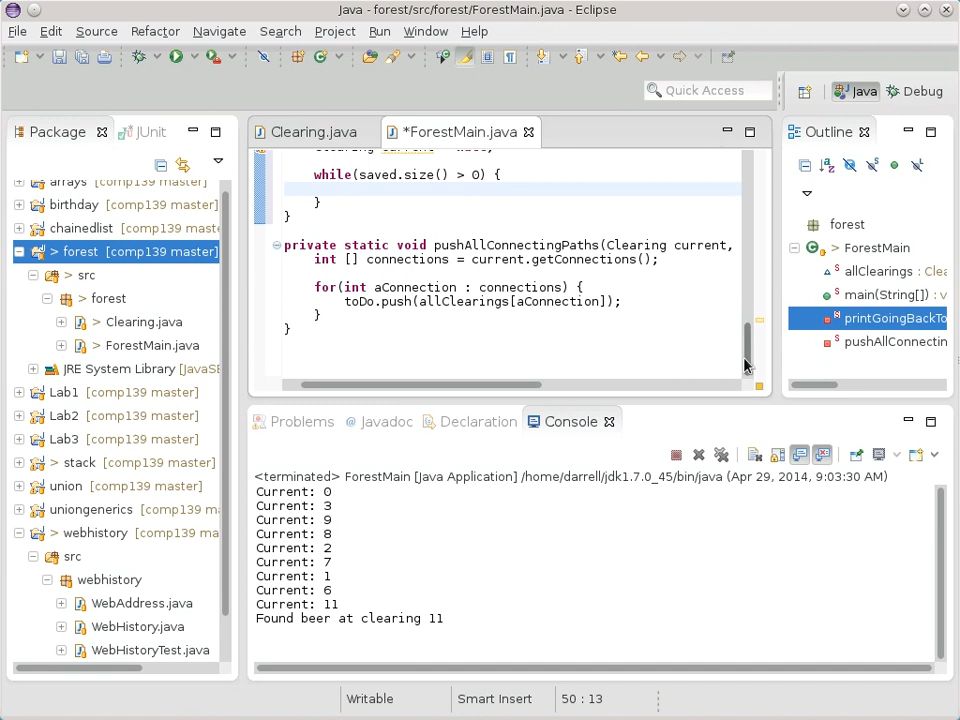 Java - forest/src/forest/ForestMain.java - Eclipse
File Edit Source Refactor Navigate Search Project Run Window Help
Quick Access
Java
Debug
Package
JUnit
arrays [comp139 master]
birthday [comp139 master]
chainedlist [comp139 maste
> forest [comp139 master]
> src
> forest
> Clearing.java
> ForestMain.java
JRE System Library [JavaSE
Lab1 [comp139 master]
Lab2 [comp139 master]
Lab3 [comp139 master]
> stack [comp139 master]
union [comp139 master]
uniongenerics [comp139 ma
> webhistory [comp139 mas
src
webhistory
WebAddress.java
WebHistory.java
WebHistoryTest.java
Clearing.java
*ForestMain.java
while(saved.size() > 0) {
}
}
private static void pushAllConnectingPaths(Clearing current,
int [] connections = current.getConnections();
for(int aConnection : connections) {
toDo.push(allClearings[aConnection]);
}
}
Outline
forest
> ForestMain
allClearings : Clea
main(String[]) : v
printGoingBackTo
pushAllConnectin
Problems
@ Javadoc
Declaration
Console
<terminated> ForestMain [Java Application] /home/darrell/jdk1.7.0_45/bin/java (Apr 29, 2014, 9:03:30 AM)
Current: 0
Current: 3
Current: 9
Current: 8
Current: 2
Current: 7
Current: 1
Current: 6
Current: 11
Found beer at clearing 11
Writable
Smart Insert
50 : 13